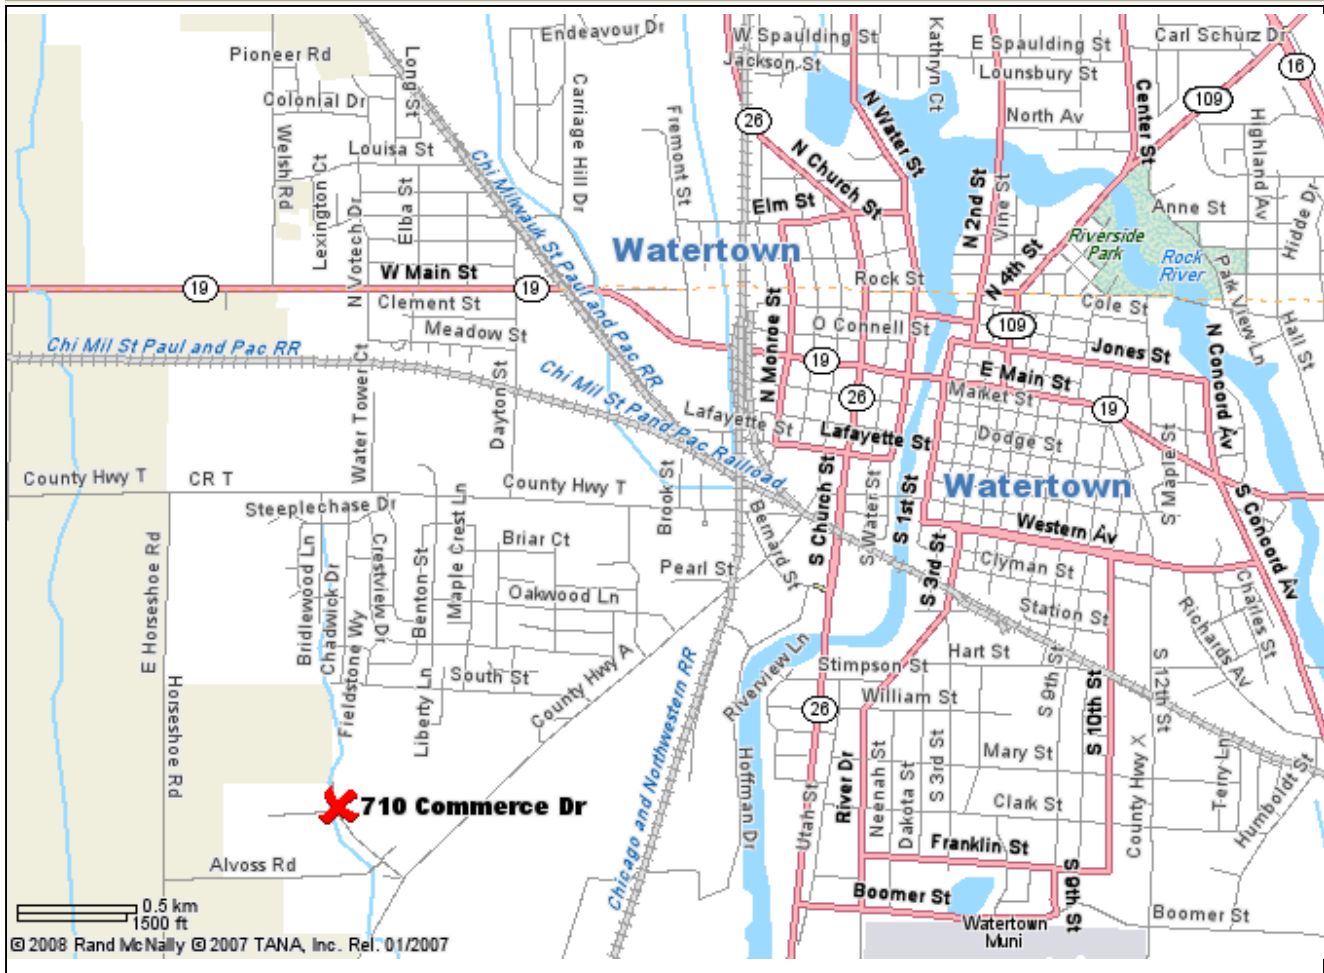 Endeavour Dr
W Spaulding St
E Spaulding St
Carl Schurz Dr
Pioneer Rd
Long St
Jackson St
Kathryn Ct
Lounsbury St
Center St
16
Colonial Dr
Carriage Hill Dr
Fremont St
26
N Water St
North Av
109
Highland Av
Welsh Rd
Louisa St
Lexington Ct
Chi Milwauk St Paul and Pac RR
N Church St
N 2nd St
Vine St
Anne St
Hidde Dr
N Votech Dr
Elba St
Elm St
Watertown
N 4th St
Riverside
Park
Rock
River
Park View Ln
W Main St
19
19
Rock St
Clement St
N Monroe St
Cole St
Hall St
Meadow St
O Connell St
109
N Concord Av
Chi Mil St Paul and Pac RR
Jones St
Water Tower Ct
Dayton St
Chi Mil St P and Pac Railroad
19
E Main St
26
Market St
19
Lafayette St
Lafayette St
Dodge St
S Maple St
County Hwy T
CR T
County Hwy T
Brook St
Watertown
S Concord Av
Steeplechase Dr
Bernard St
S Church St
S Water St
S 1st St
Western Av
E Horseshoe Rd
Bridlewood Ln
Chadwick Dr
Fieldstone Wy
Crestview Dr
Benton St
Maple Crest Ln
Briar Ct
Pearl St
S 3rd St
Clyman St
Oakwood Ln
Station St
Richards Av
Charles St
South St
County Hwy A
Riverview Ln
Stimpson St
Hart St
S 9th St
S 10th St
S 12th St
Liberty Ln
Chicago and Northwestern RR
26
William St
Horseshoe Rd
Hoffman Dr
Utah St
River Dr
Neenah St
Dakota St
S 3rd St
Mary St
County Hwy X
Terry Ln
Humboldt St
710 Commerce Dr
Clark St
Alvoss Rd
Franklin St
Boomer St
S 9th St
Boomer St
0.5 km
1500 ft
Watertown
Muni
© 2008 Rand McNally © 2007 TANA, Inc. Rel. 01/2007